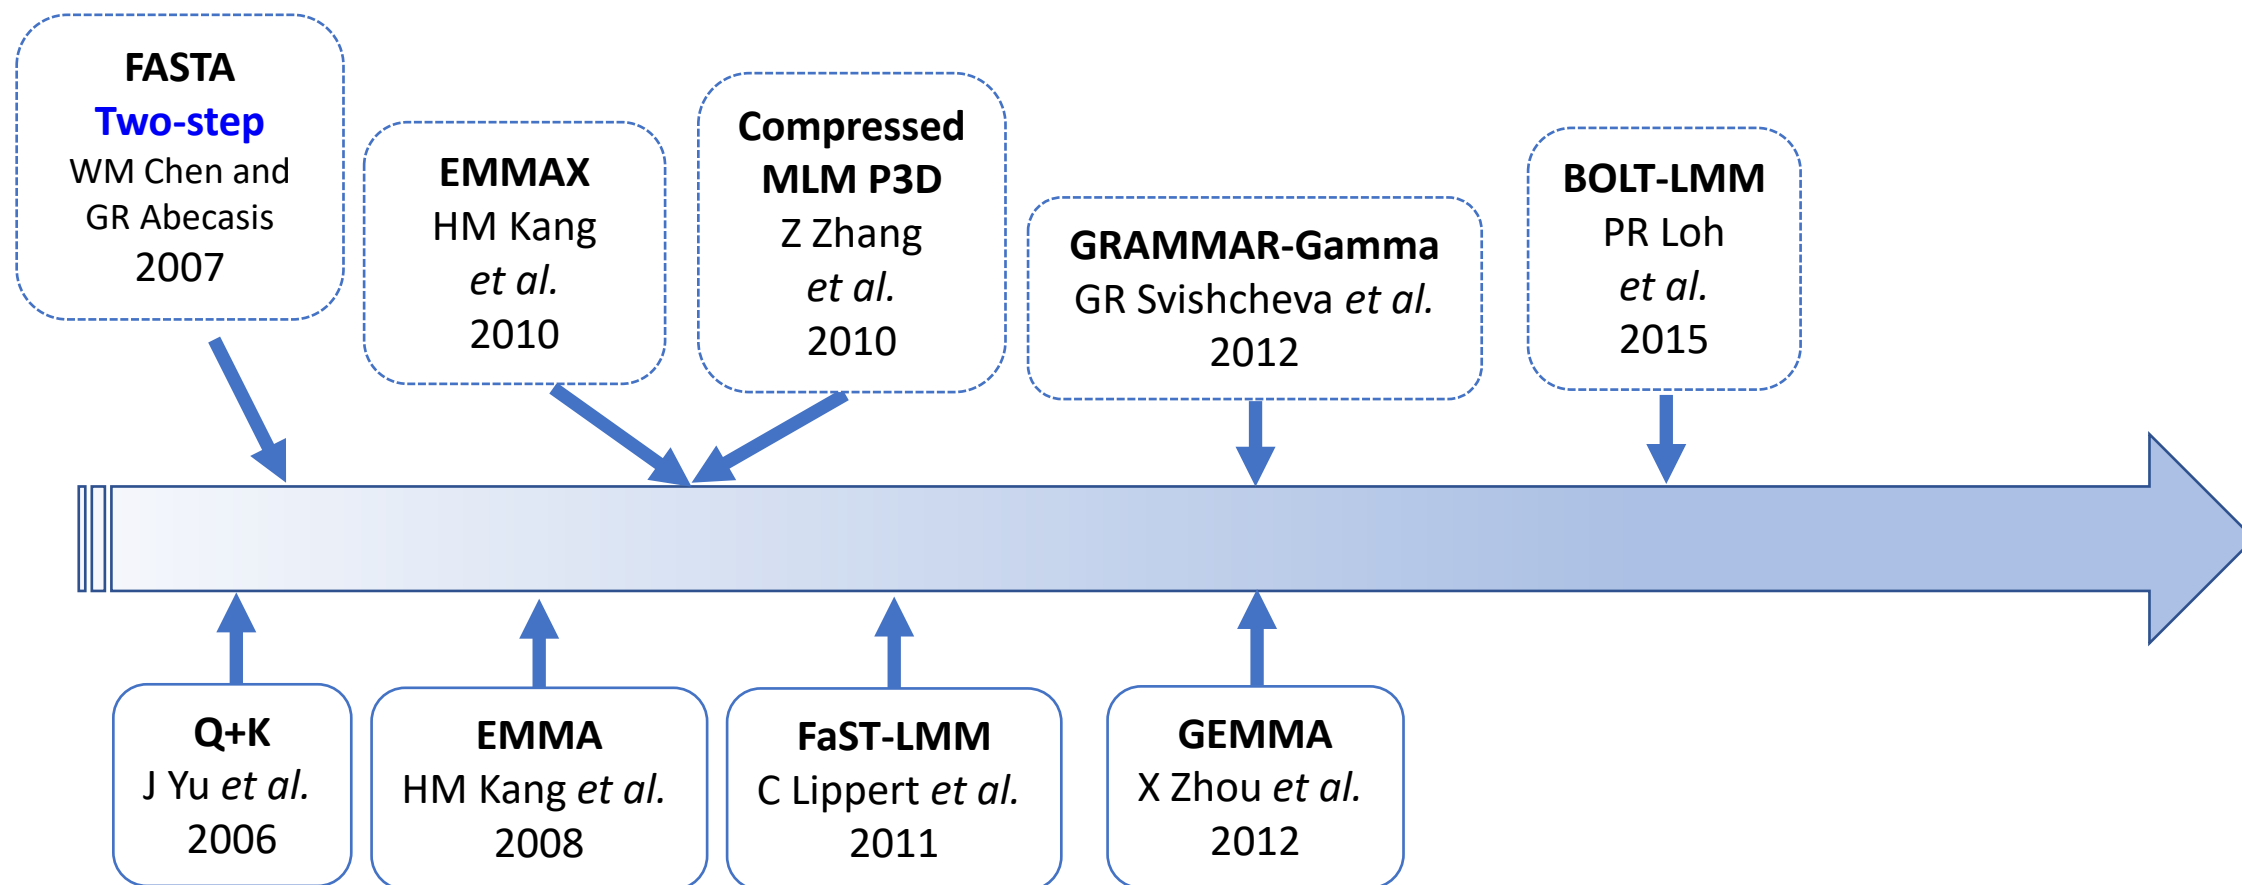 FASTA
Two-step
WM Chen and
GR Abecasis
2007
EMMAX
HM Kang
et al.
2010
Compressed
MLM P3D
Z Zhang
et al.
2010
GRAMMAR-Gamma
GR Svishcheva et al.
2012
BOLT-LMM
PR Loh
et al.
2015
Q+K
J Yu et al.
2006
EMMA
HM Kang et al.
2008
FaST-LMM
C Lippert et al.
2011
GEMMA
X Zhou et al.
2012